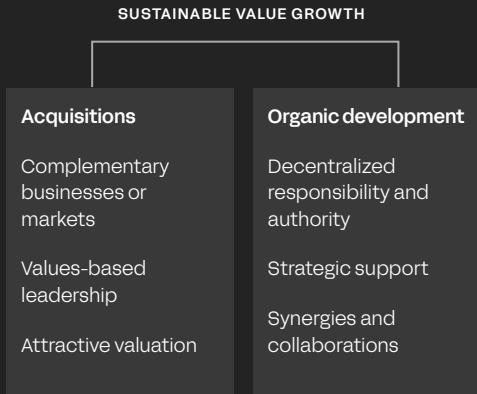 SUSTAINABLE VALUE GROWTH
Acquisitions
Complementary
businesses or
markets
Values-based
leadership
Attractive valuation
Organic development
Decentralized
responsibility and
authority
Strategic support
Synergies and
collaborations